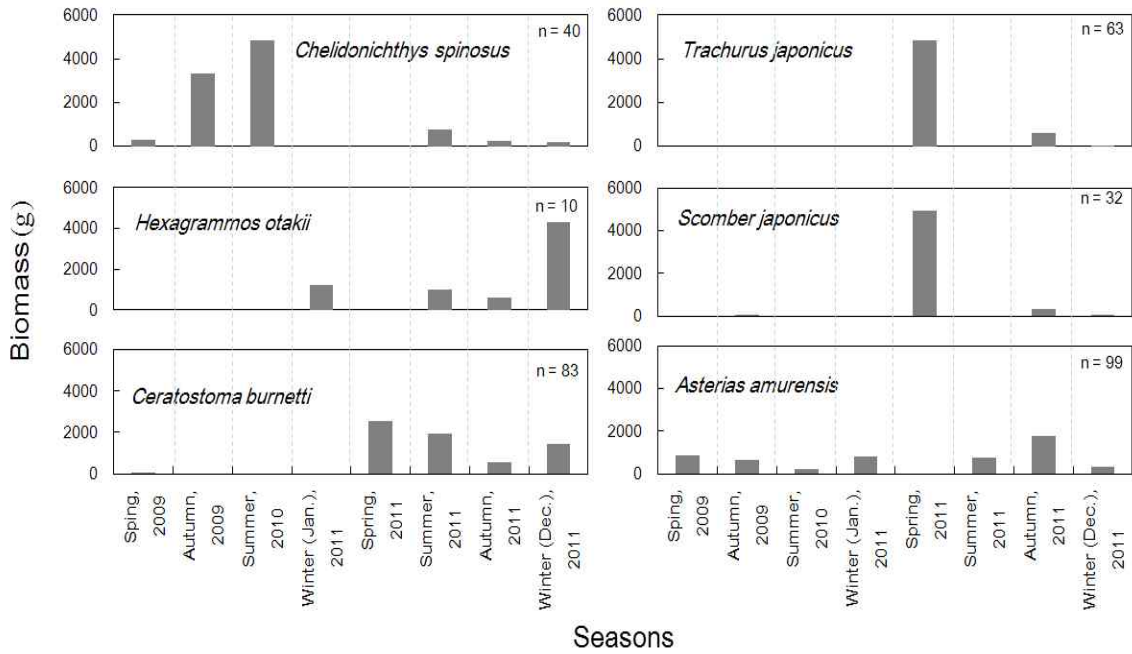 Biomass (g)
6000
4000
2000
0
Chelidonichthys spinosus
n = 40
6000
4000
2000
0
Trachurus japonicus
n = 63
6000
4000
2000
0
Hexagrammos otakii
n = 10
6000
4000
2000
0
Scomber japonicus
n = 32
6000
4000
2000
0
Ceratostoma burnetti
n = 83
6000
4000
2000
0
Asterias amurensis
n = 99
Sping,
2009
Autumn,
2009
Summer,
2010
Winter (Jan.),
2011
Spring,
2011
Summer,
2011
Autumn,
2011
Winter (Dec.),
2011
Spring,
2009
Autumn,
2009
Summer,
2010
Winter (Jan.),
2011
Spring,
2011
Summer,
2011
Autumn,
2011
Winter (Dec.),
2011
Seasons